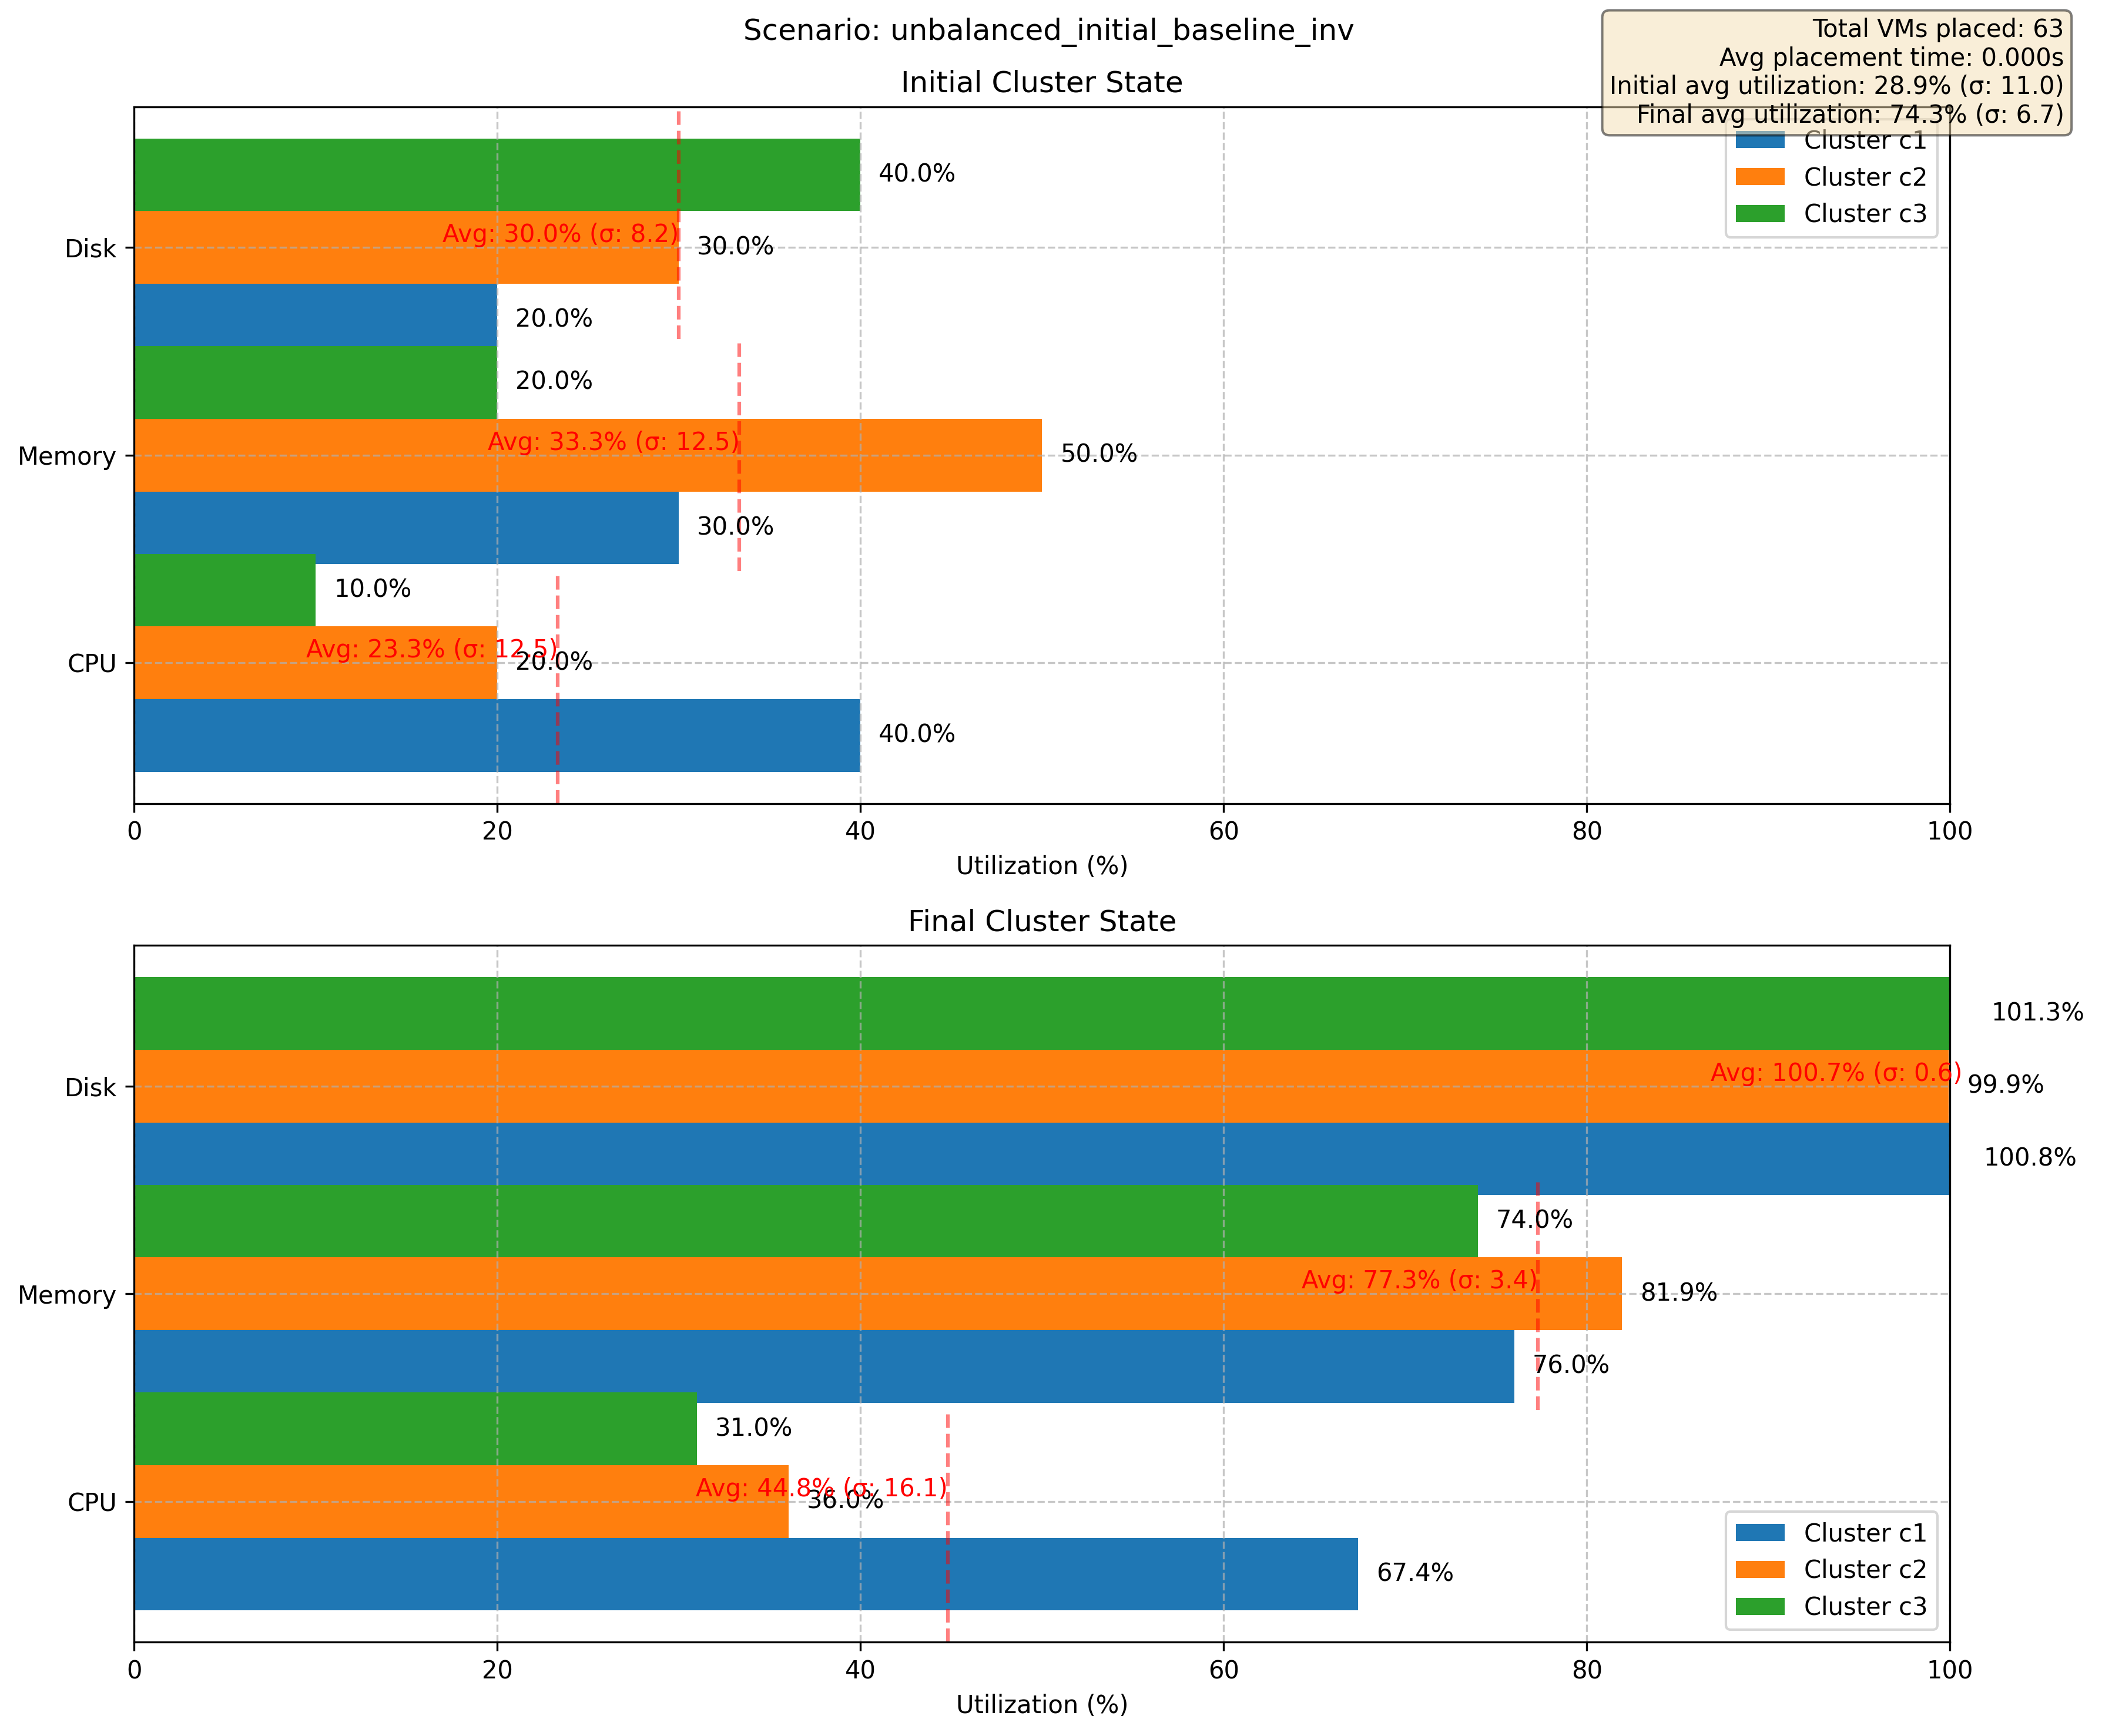 Scenario: unbalanced_initial_baseline_inv
Total VMs placed: 63
Avg placement time: 0.000s
Initial avg utilization: 28.9% (σ: 11.0)
Final avg utilization: 74.3% (σ: 6.7)
Initial Cluster State
Cluster c1
Cluster c2
Cluster c3
Disk
40.0%
Avg: 30.0% (σ: 8.2)
30.0%
20.0%
Memory
20.0%
Avg: 33.3% (σ: 12.5)
50.0%
30.0%
CPU
10.0%
Avg: 23.3% (σ: 12.5)
20.0%
40.0%
0 20 40 60 80 100
Utilization (%)
Final Cluster State
Disk
101.3%
Avg: 100.7% (σ: 0.6)
99.9%
100.8%
Memory
74.0%
Avg: 77.3% (σ: 3.4)
81.9%
76.0%
CPU
31.0%
Avg: 44.8% (σ: 16.1)
36.0%
67.4%
Cluster c1
Cluster c2
Cluster c3
0 20 40 60 80 100
Utilization (%)